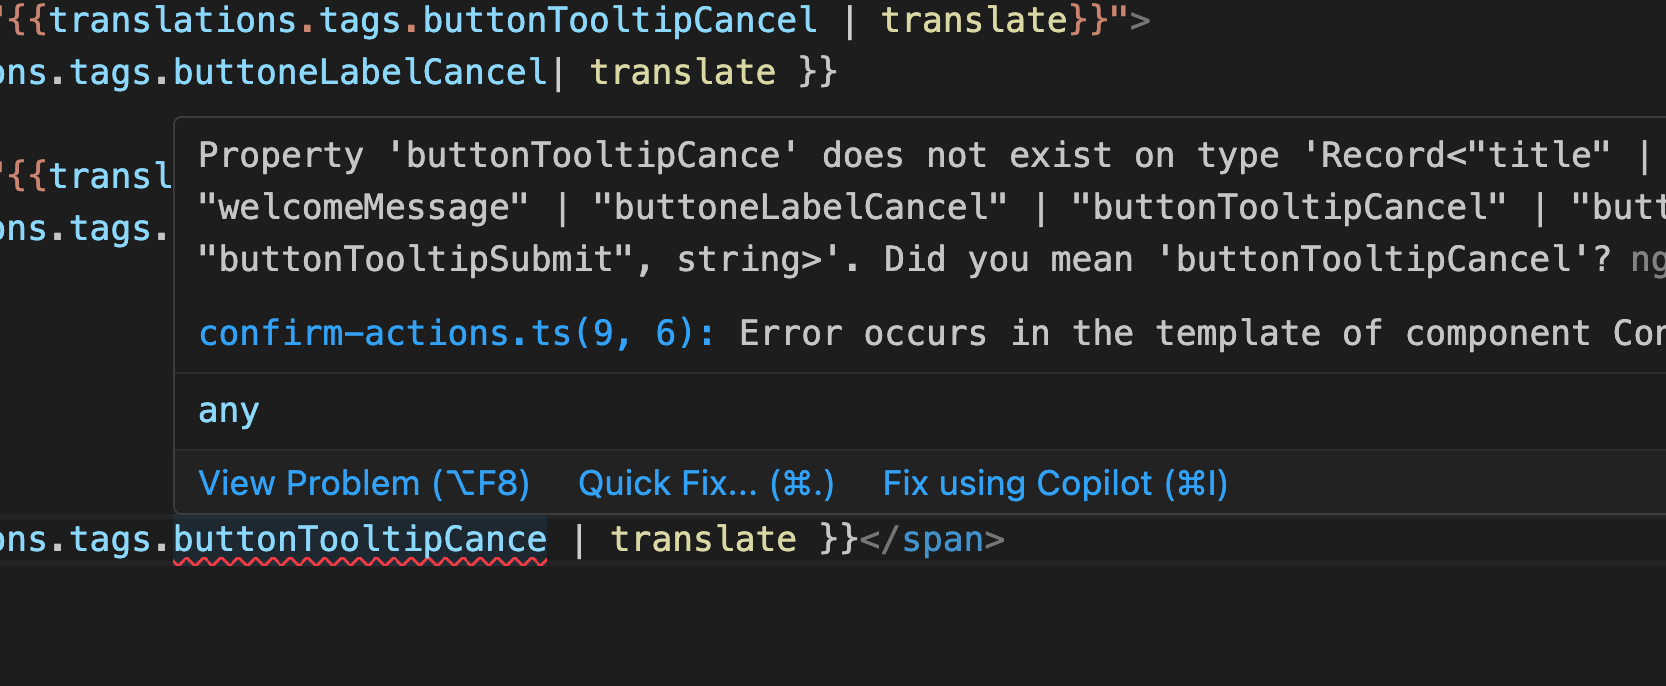 "{{translations.tags.buttonTooltipCancel | translate}}">
ons.tags.buttoneLabelCancel| translate }}
Property 'buttonTooltipCance' does not exist on type 'Record<"title" |
"{{transl
"welcomeMessage" | "buttoneLabelCancel" | "buttonTooltipCancel" | "butt
ons.tags.
"buttonTooltipSubmit", string>'. Did you mean 'buttonTooltipCancel'? ng
confirm-actions.ts(9, 6): Error occurs in the template of component Con
any
View Problem (⌥F8) Quick Fix... (⌘.) Fix using Copilot (⌘I)
ons.tags.buttonTooltipCance | translate }}</span>